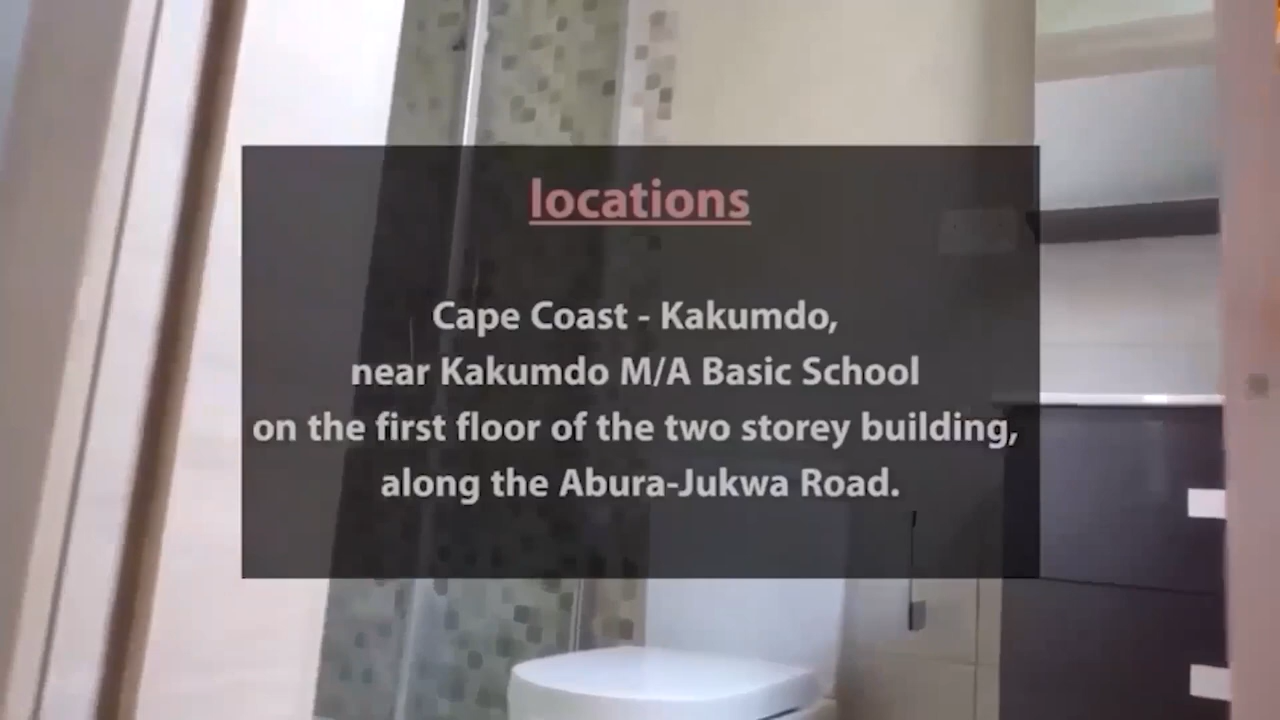 locations
Cape Coast - Kakumdo,
near Kakumdo M/A Basic School
on the first floor of the two storey building,
along the Abura-Jukwa Road.